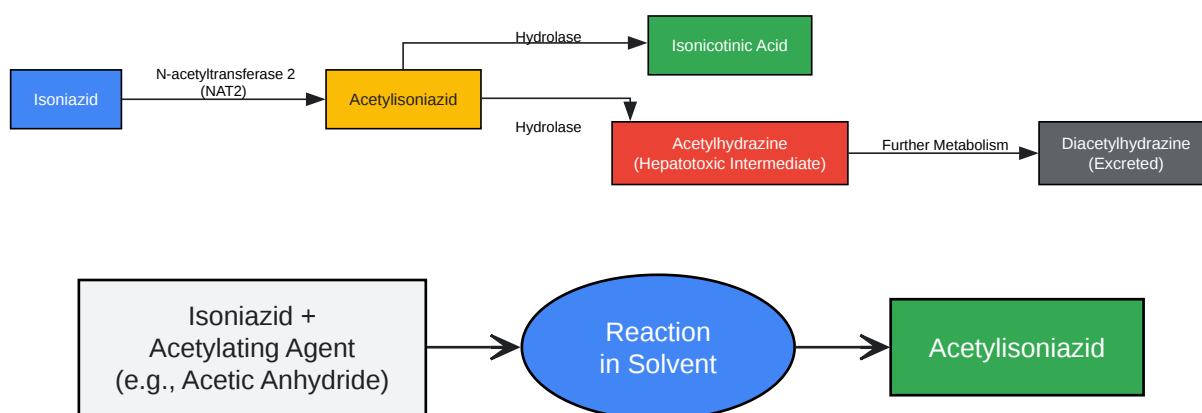 Hydrolase
Isonicotinic Acid
Isoniazid
N-acetyltransferase 2
(NAT2)
Acetylisoniazid
Hydrolase
Acetylhydrazine
(Hepatotoxic Intermediate)
Further Metabolism
Diacetylhydrazine
(Excreted)
Isoniazid +
Acetylating Agent
(e.g., Acetic Anhydride)
Reaction
in Solvent
Acetylisoniazid